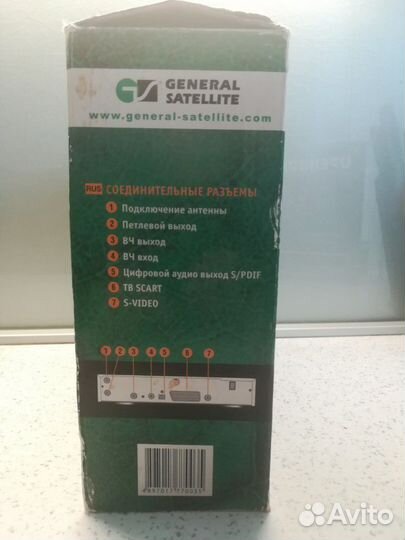 GS GENERAL
SATELLITE
www.general-satellite.com
RUS СОЕДИНИТЕЛЬНЫЕ РАЗЪЕМЫ
1 Подключение антенны
2 Петлевой выход
3 ВЧ выход
4 ВЧ вход
5 Цифровой аудио выход S/PDIF
6 ТВ SCART
7 S-VIDEO
1 2 3 4 5 6 7
Avito